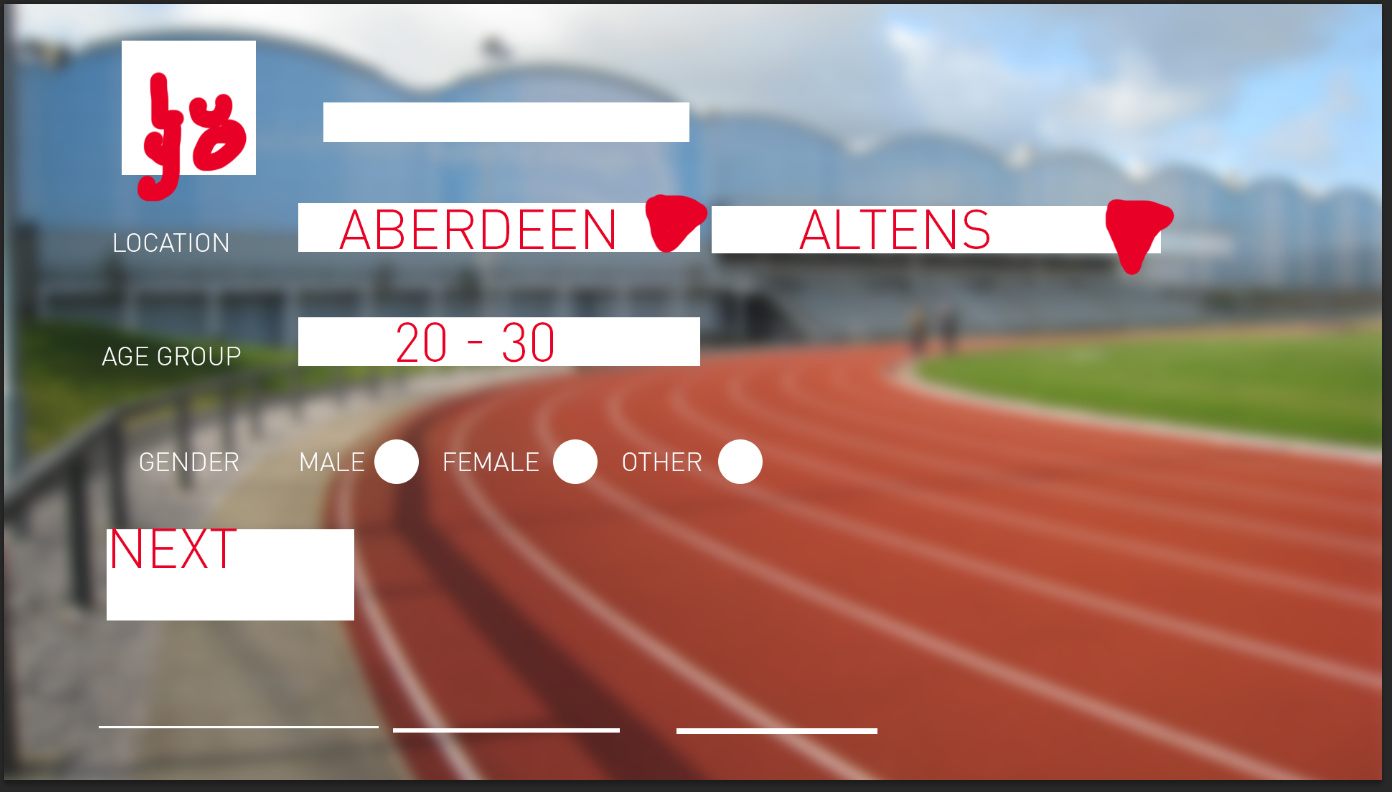 LOCATION ABERDEEN ALTENS
AGE GROUP 20 - 30
GENDER MALE FEMALE OTHER
NEXT